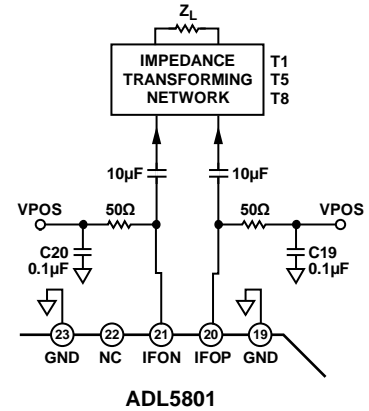 ZL
IMPEDANCE
TRANSFORMING
NETWORK
T1
T5
T8
10µF
10µF
VPOS
50Ω
50Ω
VPOS
C20
0.1µF
C19
0.1µF
23
22
21
20
19
GND
NC
IFON
IFOP
GND
ADL5801